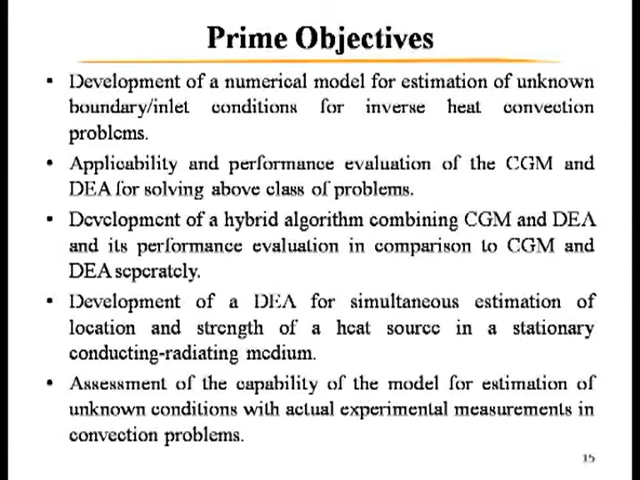 Prime Objectives
• Development of a numerical model for estimation of unknown
boundary/inlet conditions for inverse heat convection
problems.
• Applicability and performance evaluation of the CGM and
DEA for solving above class of problems.
• Development of a hybrid algorithm combining CGM and DEA
and its performance evaluation in comparison to CGM and
DEA seperately.
• Development of a DEA for simultaneous estimation of
location and strength of a heat source in a stationary
conducting-radiating medium.
• Assessment of the capability of the model for estimation of
unknown conditions with actual experimental measurements in
convection problems.
15